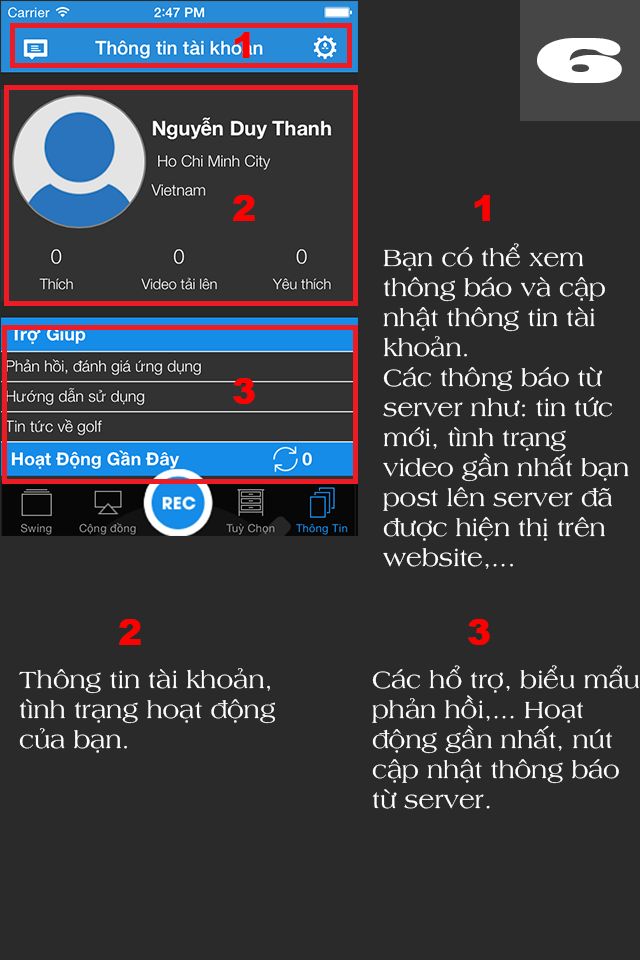 Carrier 2:47 PM
Thông tin tài khoản
1
6
Nguyễn Duy Thanh
Ho Chi Minh City
Vietnam
2
0 0 0
Thích Video tải lên Yêu thích
Trợ Giúp
Phản hồi, đánh giá ứng dụng
3
Hướng dẫn sử dụng
Tin tức về golf
Hoạt Động Gần Đây 0
REC
Swing Cộng đồng Tuỳ Chọn Thông Tin
1
Bạn có thể xem
thông báo và cập
nhật thông tin tài
khoản.
Các thông báo từ
server như: tin tức
mới, tình trạng
video gần nhất bạn
post lên server đã
được hiện thị trên
website,...
2
Thông tin tài khoản,
tình trạng hoạt động
của bạn.
3
Các hổ trợ, biểu mẩu
phản hồi,... Hoạt
động gần nhất, nút
cập nhật thông báo
từ server.